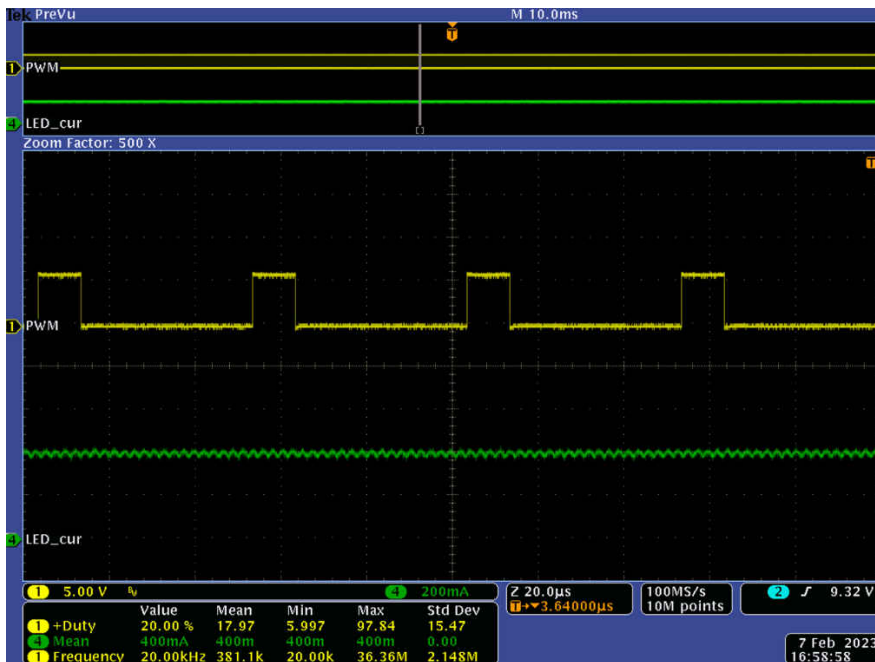 Tek PreVu M 10.0ms
T
1 PWM
4 LED_cur
Zoom Factor: 500 X
T
1 PWM
4 LED_cur
1 5.00 V 4 200mA Z 20.0µs 100MS/s 2 9.32 V
T→▼3.64000µs 10M points
Value Mean Min Max Std Dev
1 +Duty 20.00 % 17.97 5.997 97.84 15.47
4 Mean 400mA 400m 400m 400m 0.00
1 Frequency 20.00kHz 381.1k 20.00k 36.36M 2.148M
7 Feb 2023
16:58:58